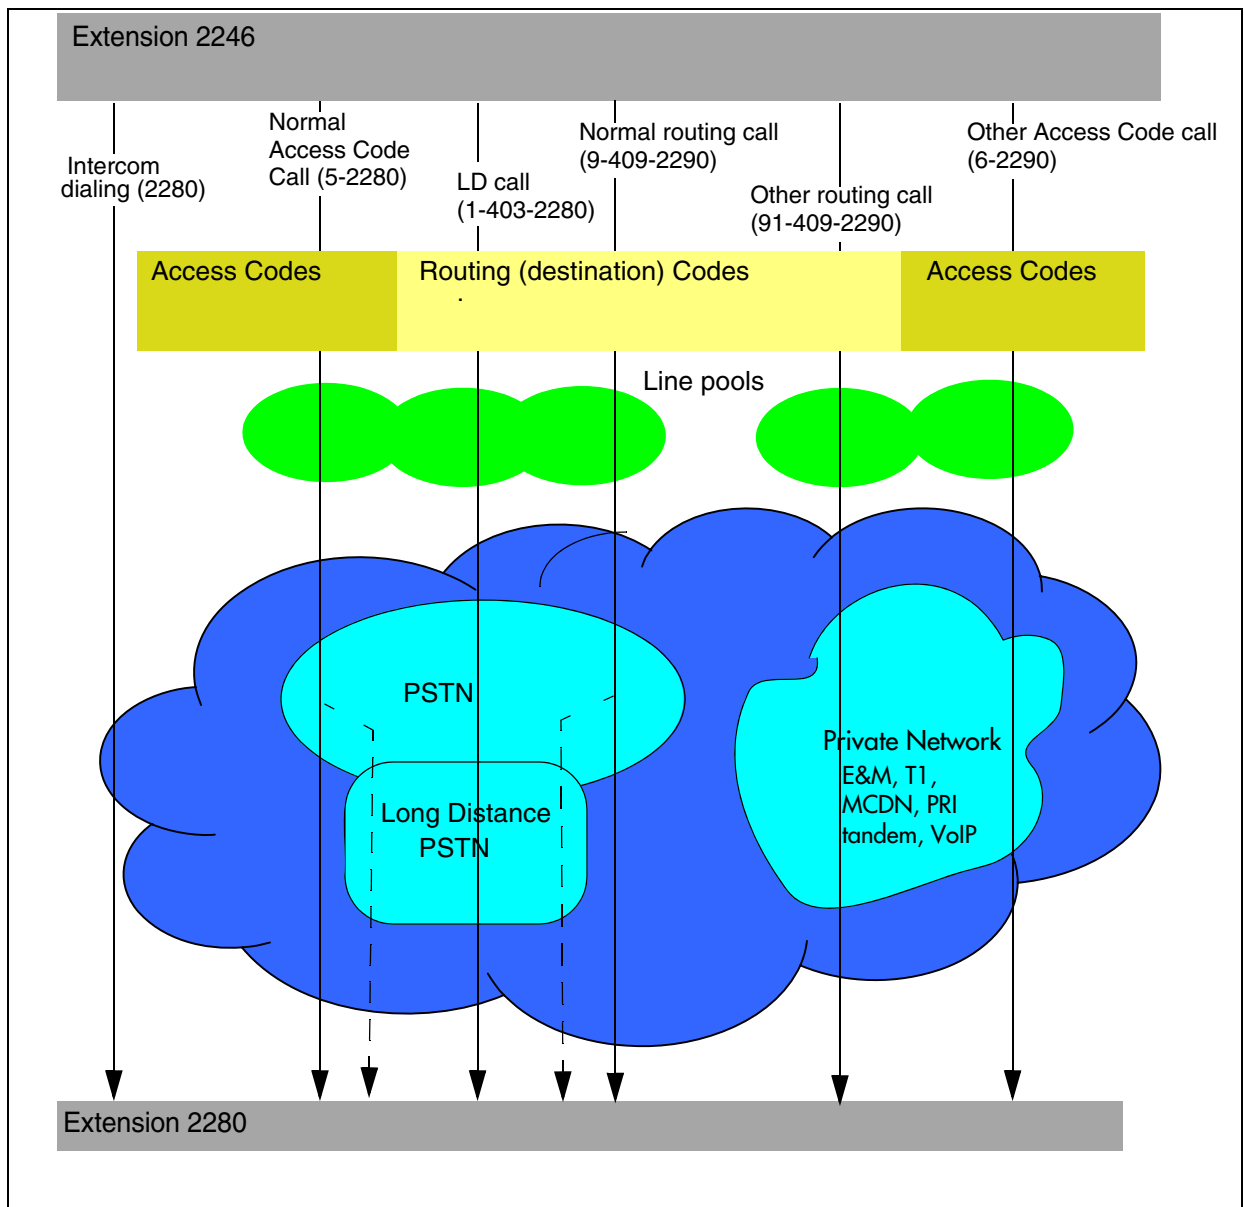 Extension 2246
Intercom
dialing (2280)
Normal
Access Code
Call (5-2280)
LD call
(1-403-2280)
Normal routing call
(9-409-2290)
Other routing call
(91-409-2290)
Other Access Code call
(6-2290)
Access Codes
Routing (destination) Codes
Access Codes
Line pools
PSTN
Long Distance
PSTN
Private Network
E&M, T1,
MCDN, PRI
tandem, VoIP
Extension 2280